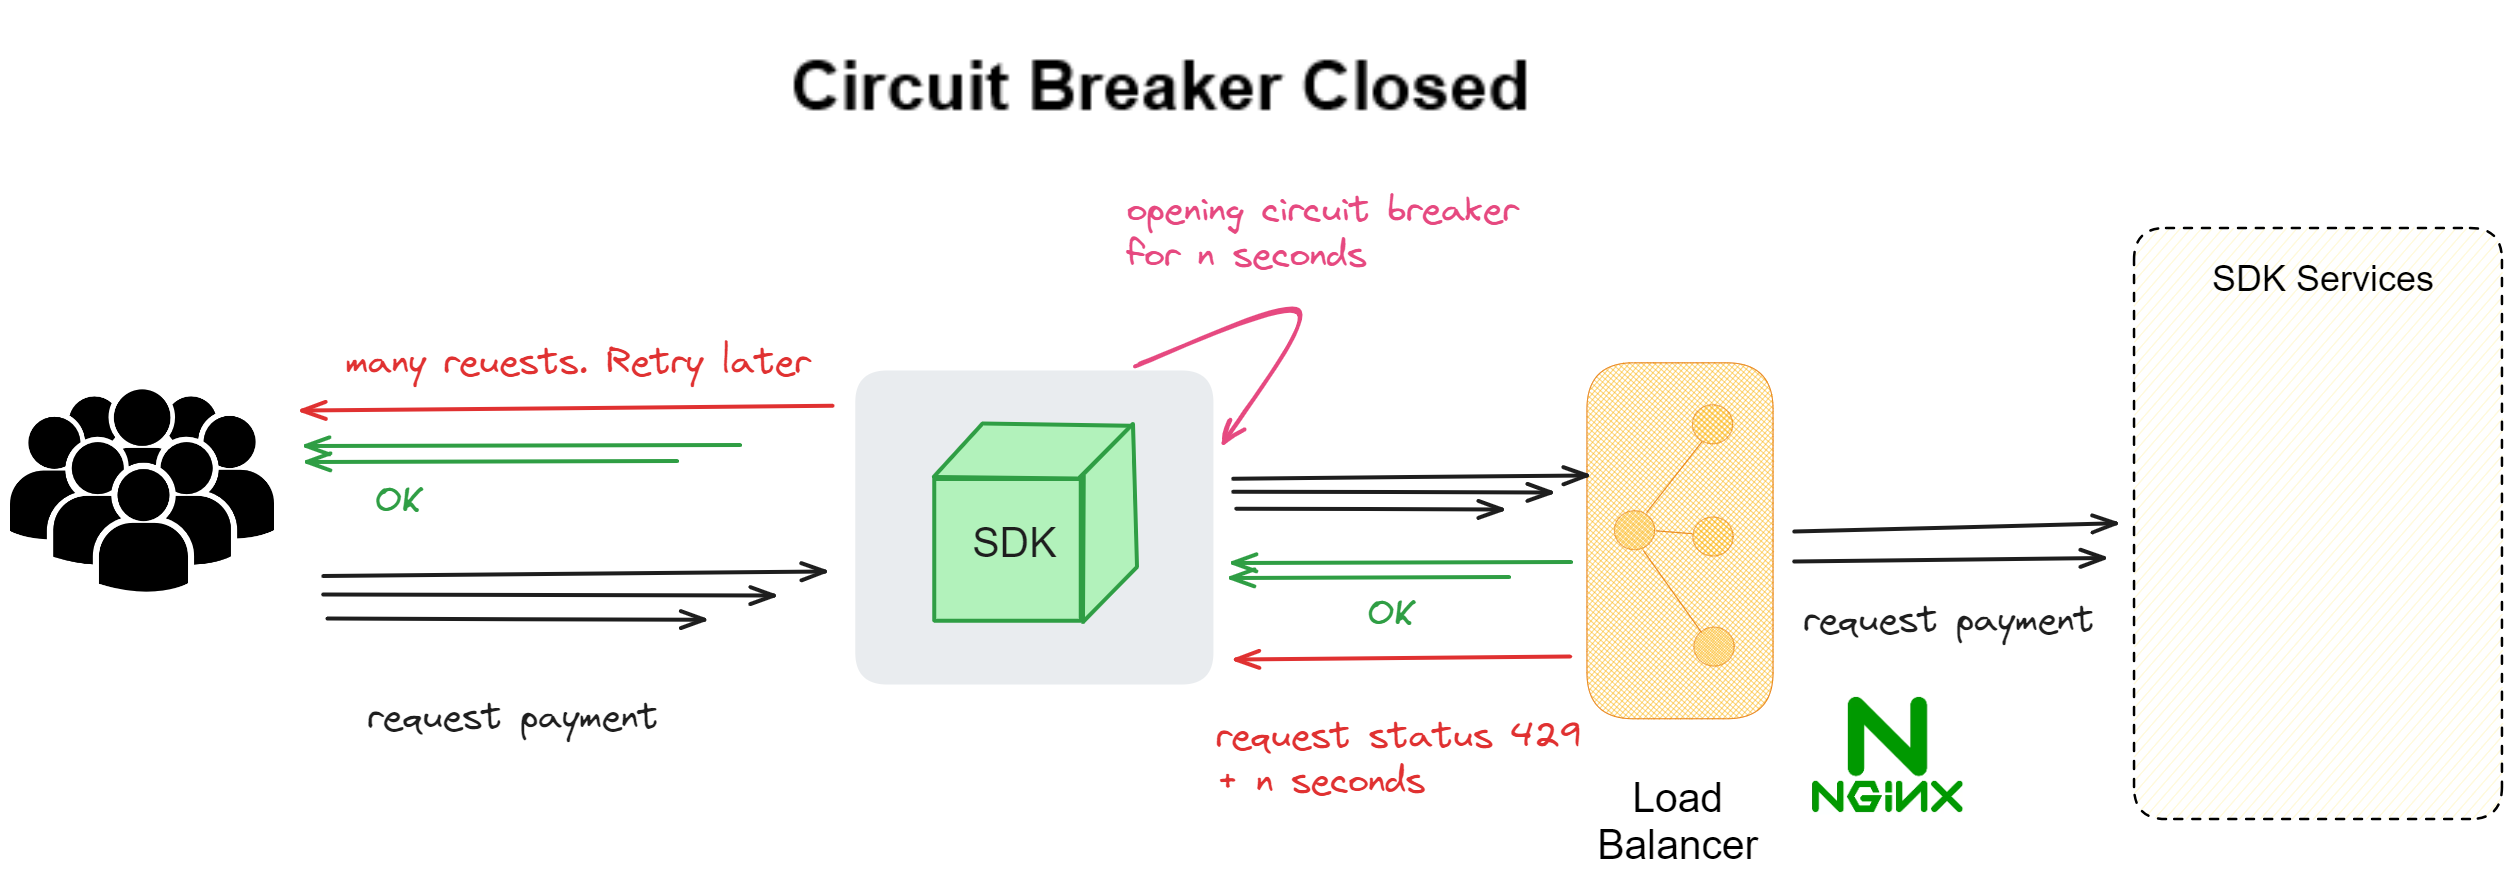 Circuit Breaker Closed
opening circuit breaker
for n seconds
SDK Services
many reuests. Retry later
OK
SDK
OK
request payment
request payment
request status 429
+ n seconds
Load
Balancer
NGiNX